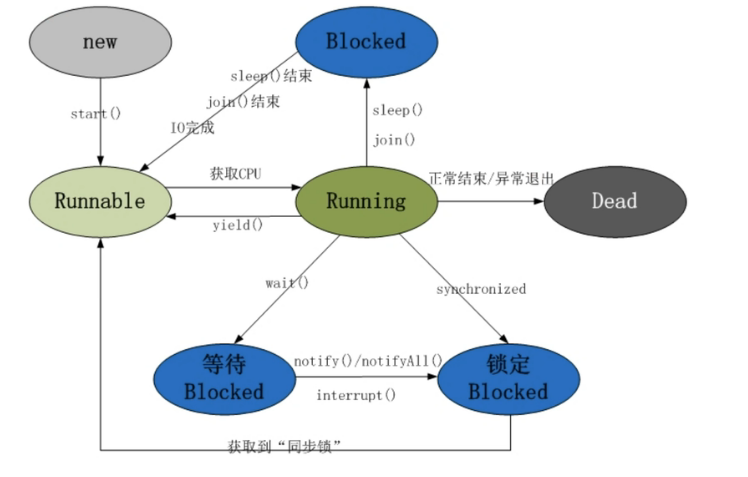 new
Blocked
sleep()结束
start()
join()结束
sleep()
IO完成
join()
获取CPU
正常结束/异常退出
Runnable
Running
Dead
yield()
wait()
synchronized
等待
Blocked
notify()/notifyAll()
interrupt()
锁定
Blocked
获取到“同步锁”